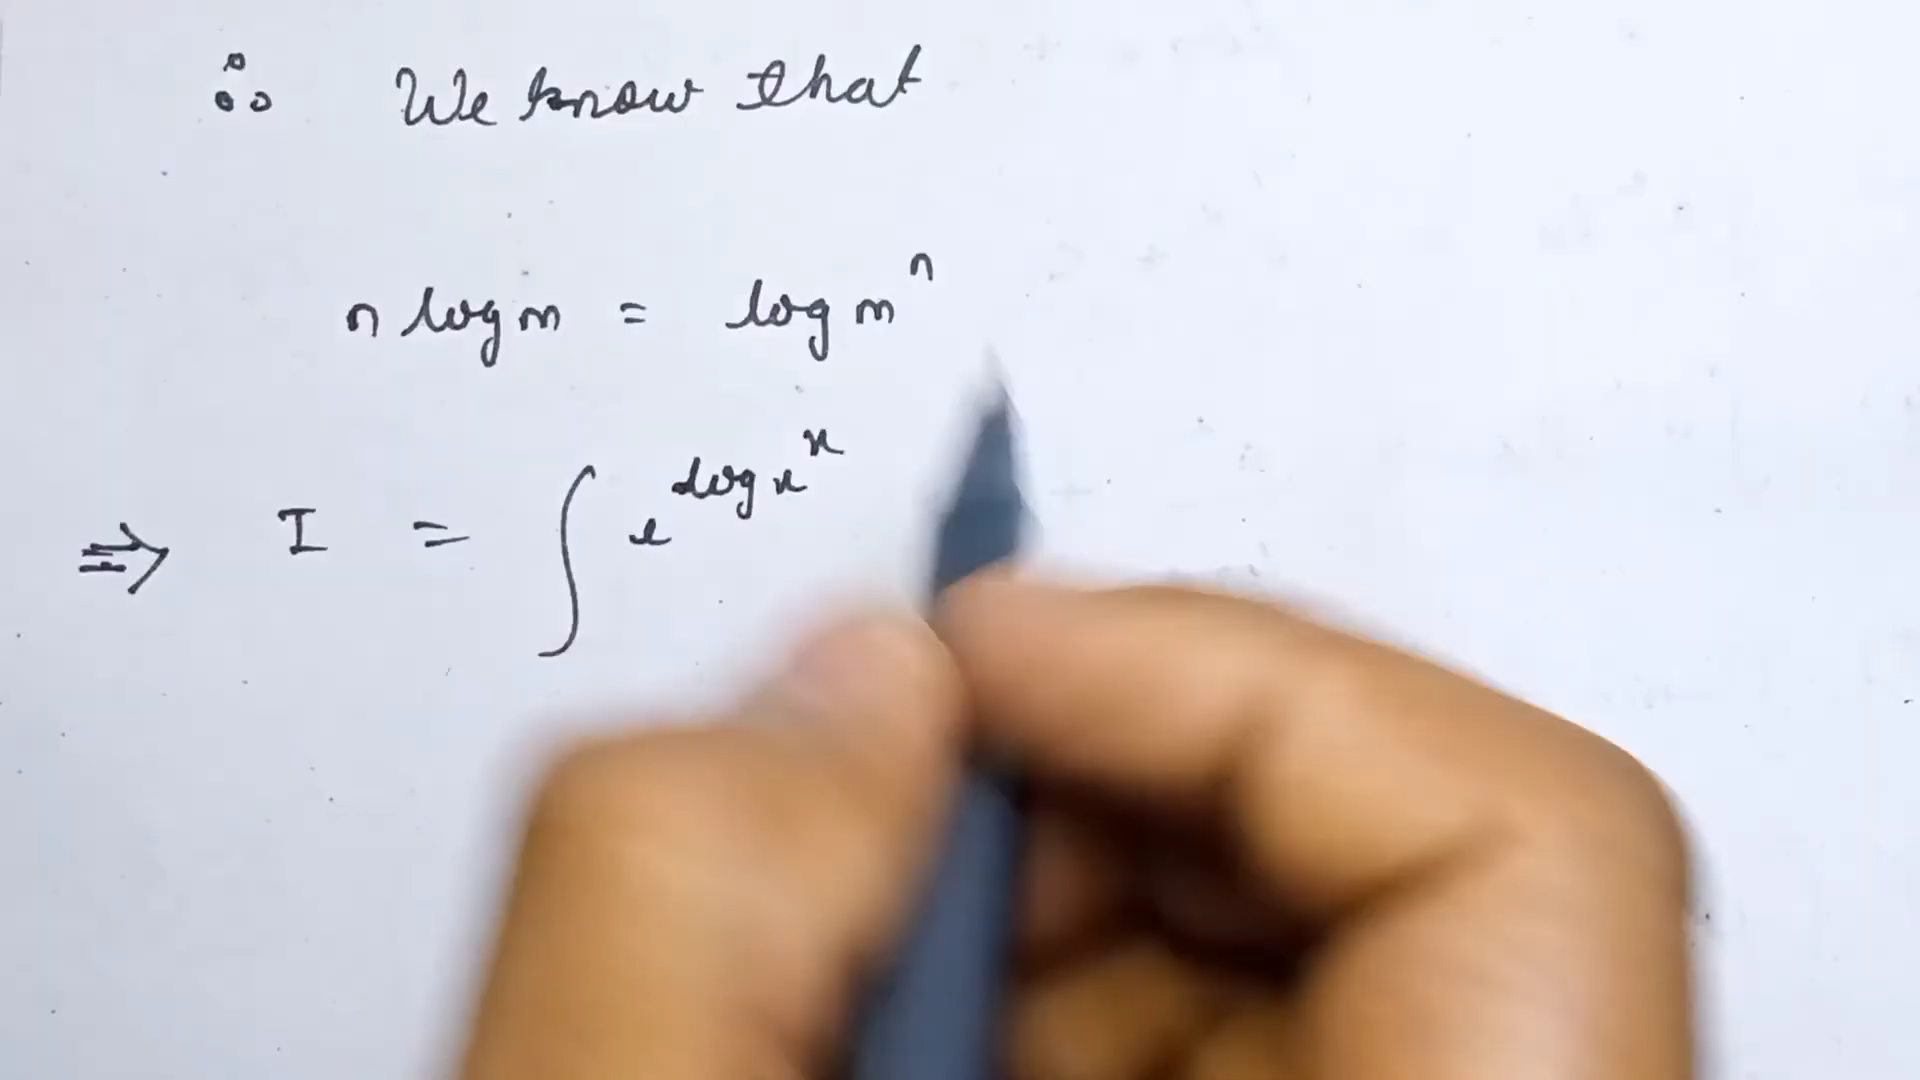 ∴ We know that
n log m = log m^n
⇒ I = ∫ e^{log x^x}